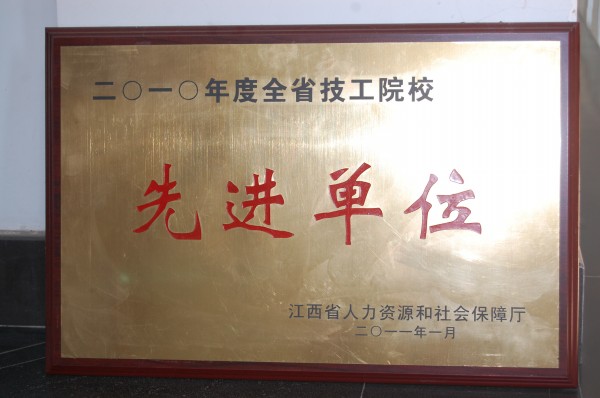 二〇一〇年度全省技工院校
先进单位
江西省人力资源和社会保障厅
二〇一一年一月